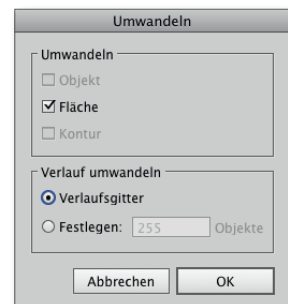 Umwandeln
Umwandeln
Objekt
Fläche
Kontur
Verlauf umwandeln
Verlaufsgitter
Festlegen: 255 Objekte
Abbrechen OK